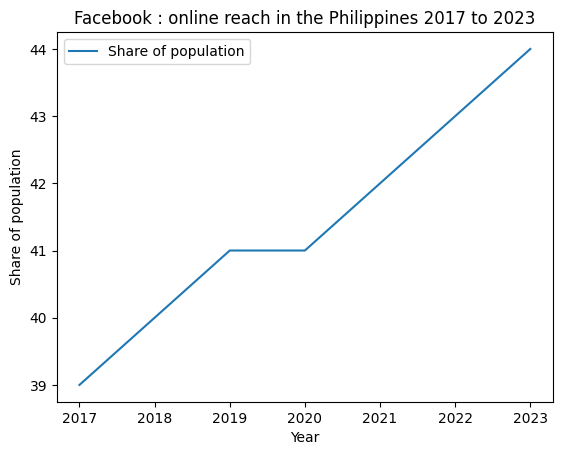 Facebook : online reach in the Philippines 2017 to 2023
Share of population
Share of population
44
43
42
41
40
39
2017 2018 2019 2020 2021 2022 2023
Year